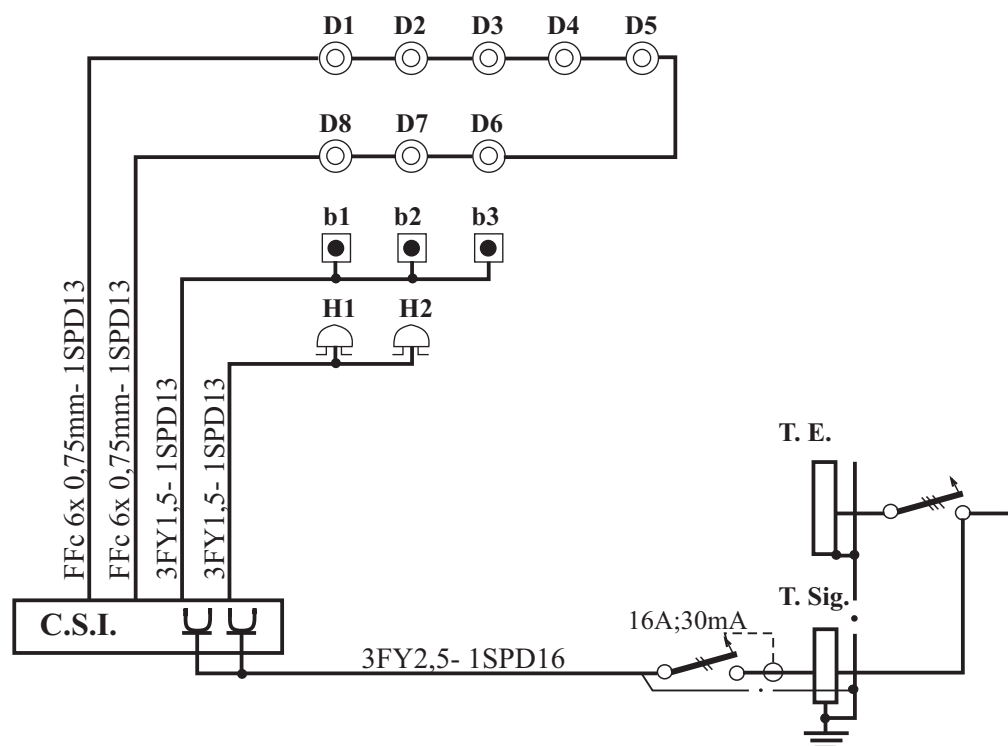 D1 D2 D3 D4 D5
D8 D7 D6
b1 b2 b3
H1 H2
FFc 6x 0,75mm- 1SPD13
FFc 6x 0,75mm- 1SPD13
3FY1,5- 1SPD13
3FY1,5- 1SPD13
T. E.
T. Sig.
C.S.I.
16A;30mA
3FY2,5- 1SPD16